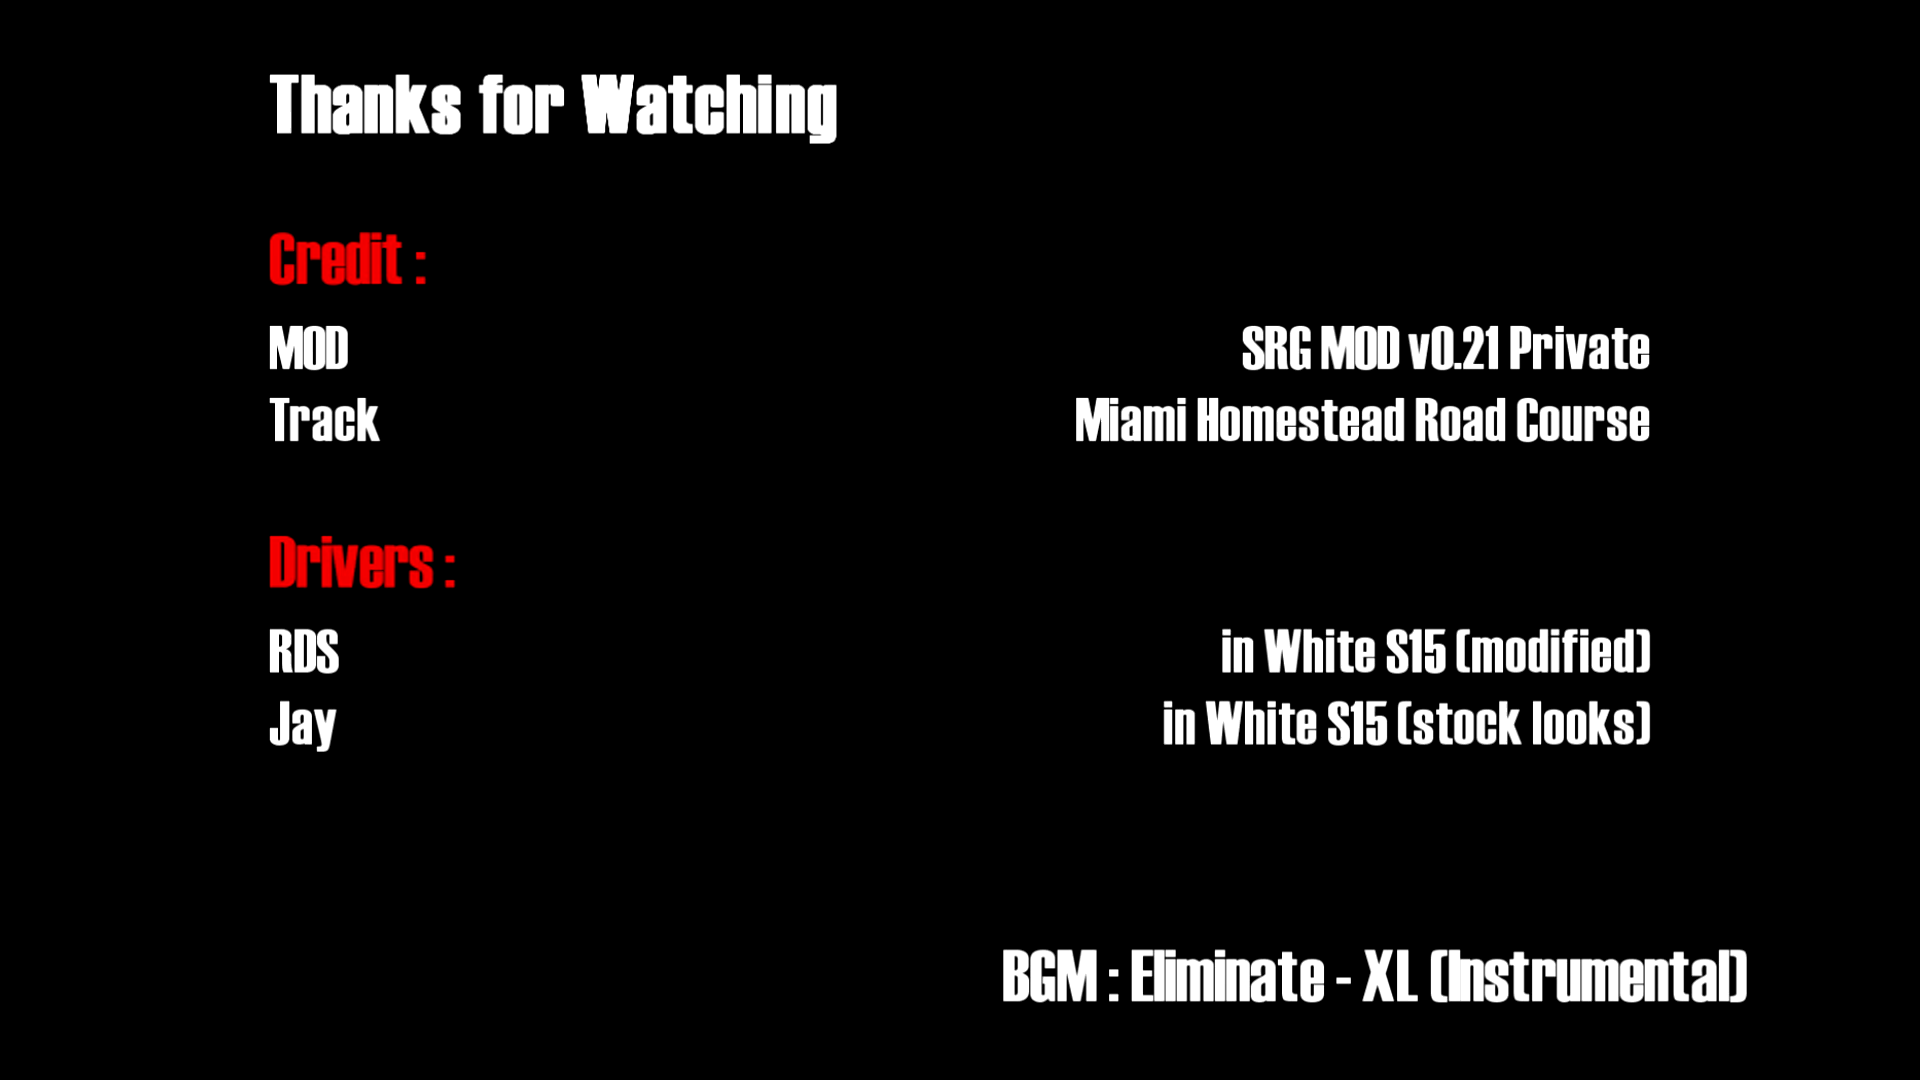 Thanks for Watching
Credit :
MOD SRG MOD v0.21 Private
Track Miami Homestead Road Course
Drivers :
RDS in White S15 (modified)
Jay in White S15 (stock looks)
BGM : Eliminate - XL (Instrumental)